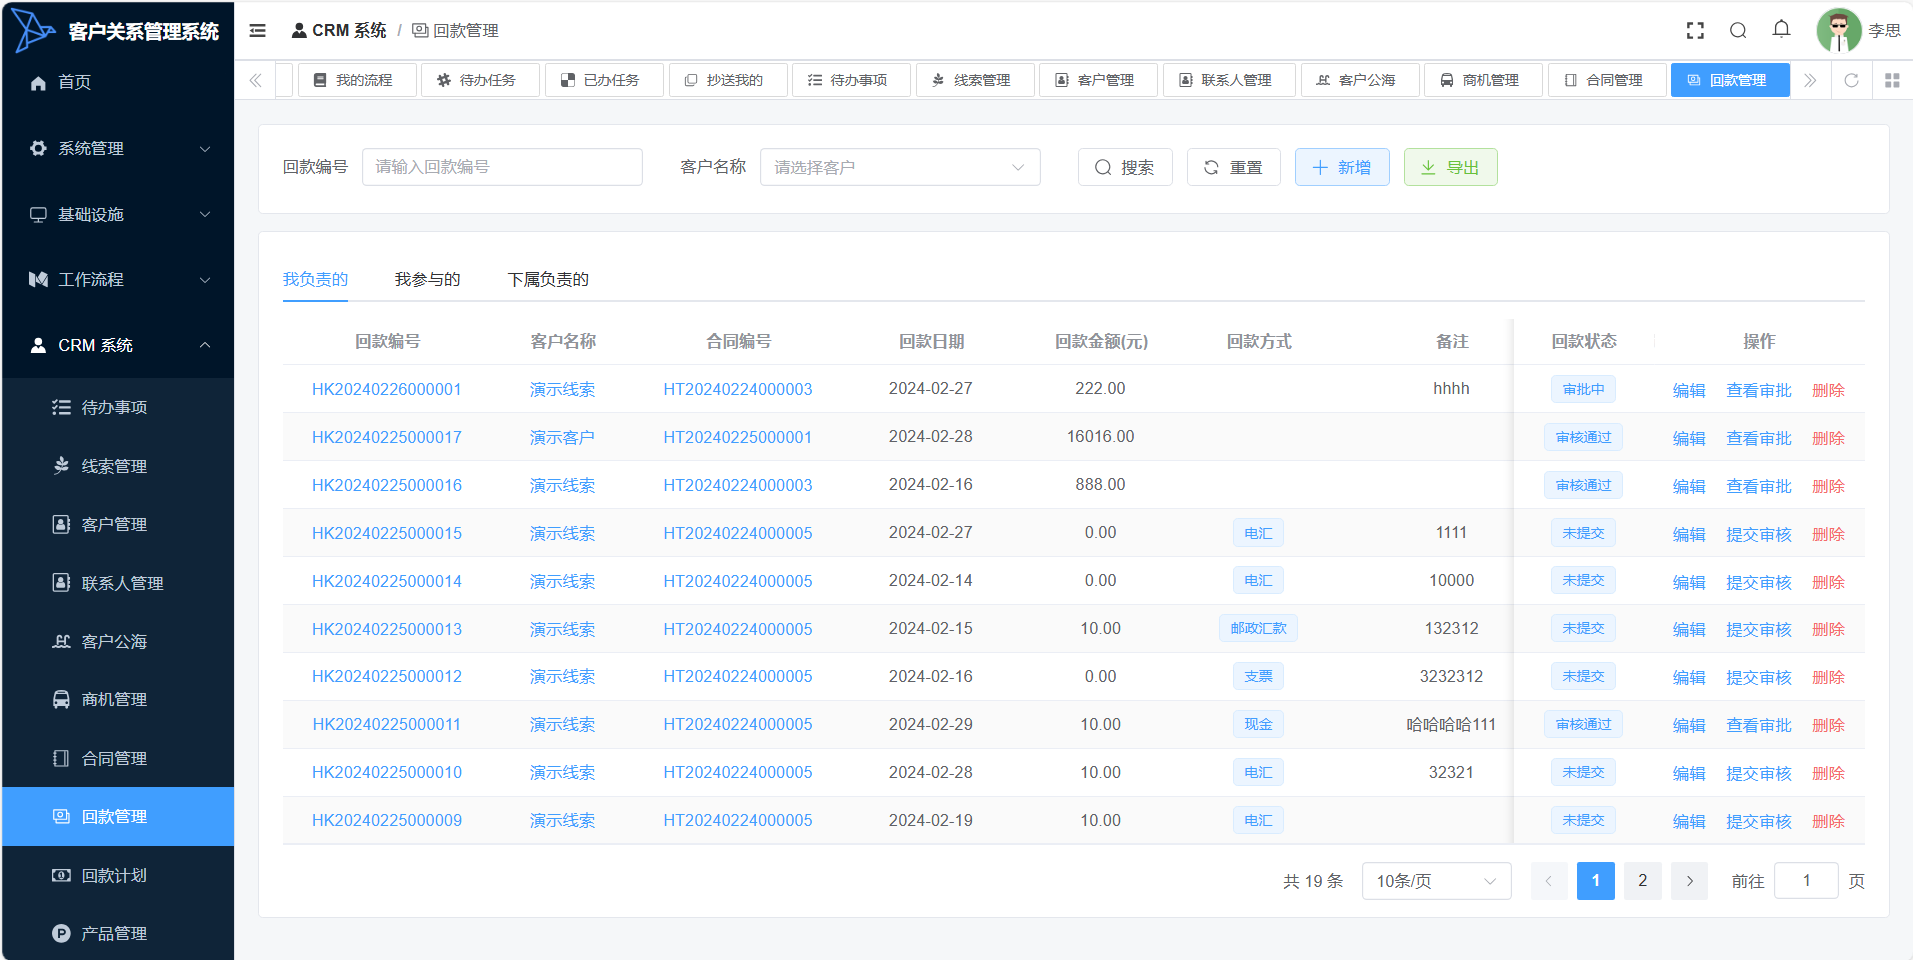 客户关系管理系统
CRM 系统 / 回款管理
李思
我的流程 待办任务 已办任务 抄送我的 待办事项 线索管理 客户管理 联系人管理 客户公海 商机管理 合同管理 回款管理
首页
系统管理
基础设施
工作流程
CRM 系统
待办事项
线索管理
客户管理
联系人管理
客户公海
商机管理
合同管理
回款管理
回款计划
产品管理
回款编号 请输入回款编号 客户名称 请选择客户 搜索 重置 新增 导出
我负责的 我参与的 下属负责的
回款编号 客户名称 合同编号 回款日期 回款金额(元) 回款方式 备注 回款状态 操作
HK20240226000001 演示线索 HT20240224000003 2024-02-27 222.00 hhhh 审批中 编辑 查看审批 删除
HK20240225000017 演示客户 HT20240225000001 2024-02-28 16016.00 审核通过 编辑 查看审批 删除
HK20240225000016 演示线索 HT20240224000003 2024-02-16 888.00 审核通过 编辑 查看审批 删除
HK20240225000015 演示线索 HT20240224000005 2024-02-27 0.00 电汇 1111 未提交 编辑 提交审核 删除
HK20240225000014 演示线索 HT20240224000005 2024-02-14 0.00 电汇 10000 未提交 编辑 提交审核 删除
HK20240225000013 演示线索 HT20240224000005 2024-02-15 10.00 邮政汇款 132312 未提交 编辑 提交审核 删除
HK20240225000012 演示线索 HT20240224000005 2024-02-16 0.00 支票 3232312 未提交 编辑 提交审核 删除
HK20240225000011 演示线索 HT20240224000005 2024-02-29 10.00 现金 哈哈哈哈111 审核通过 编辑 查看审批 删除
HK20240225000010 演示线索 HT20240224000005 2024-02-28 10.00 电汇 32321 未提交 编辑 提交审核 删除
HK20240225000009 演示线索 HT20240224000005 2024-02-19 10.00 电汇 未提交 编辑 提交审核 删除
共 19 条 10条/页 1 2 前往 1 页